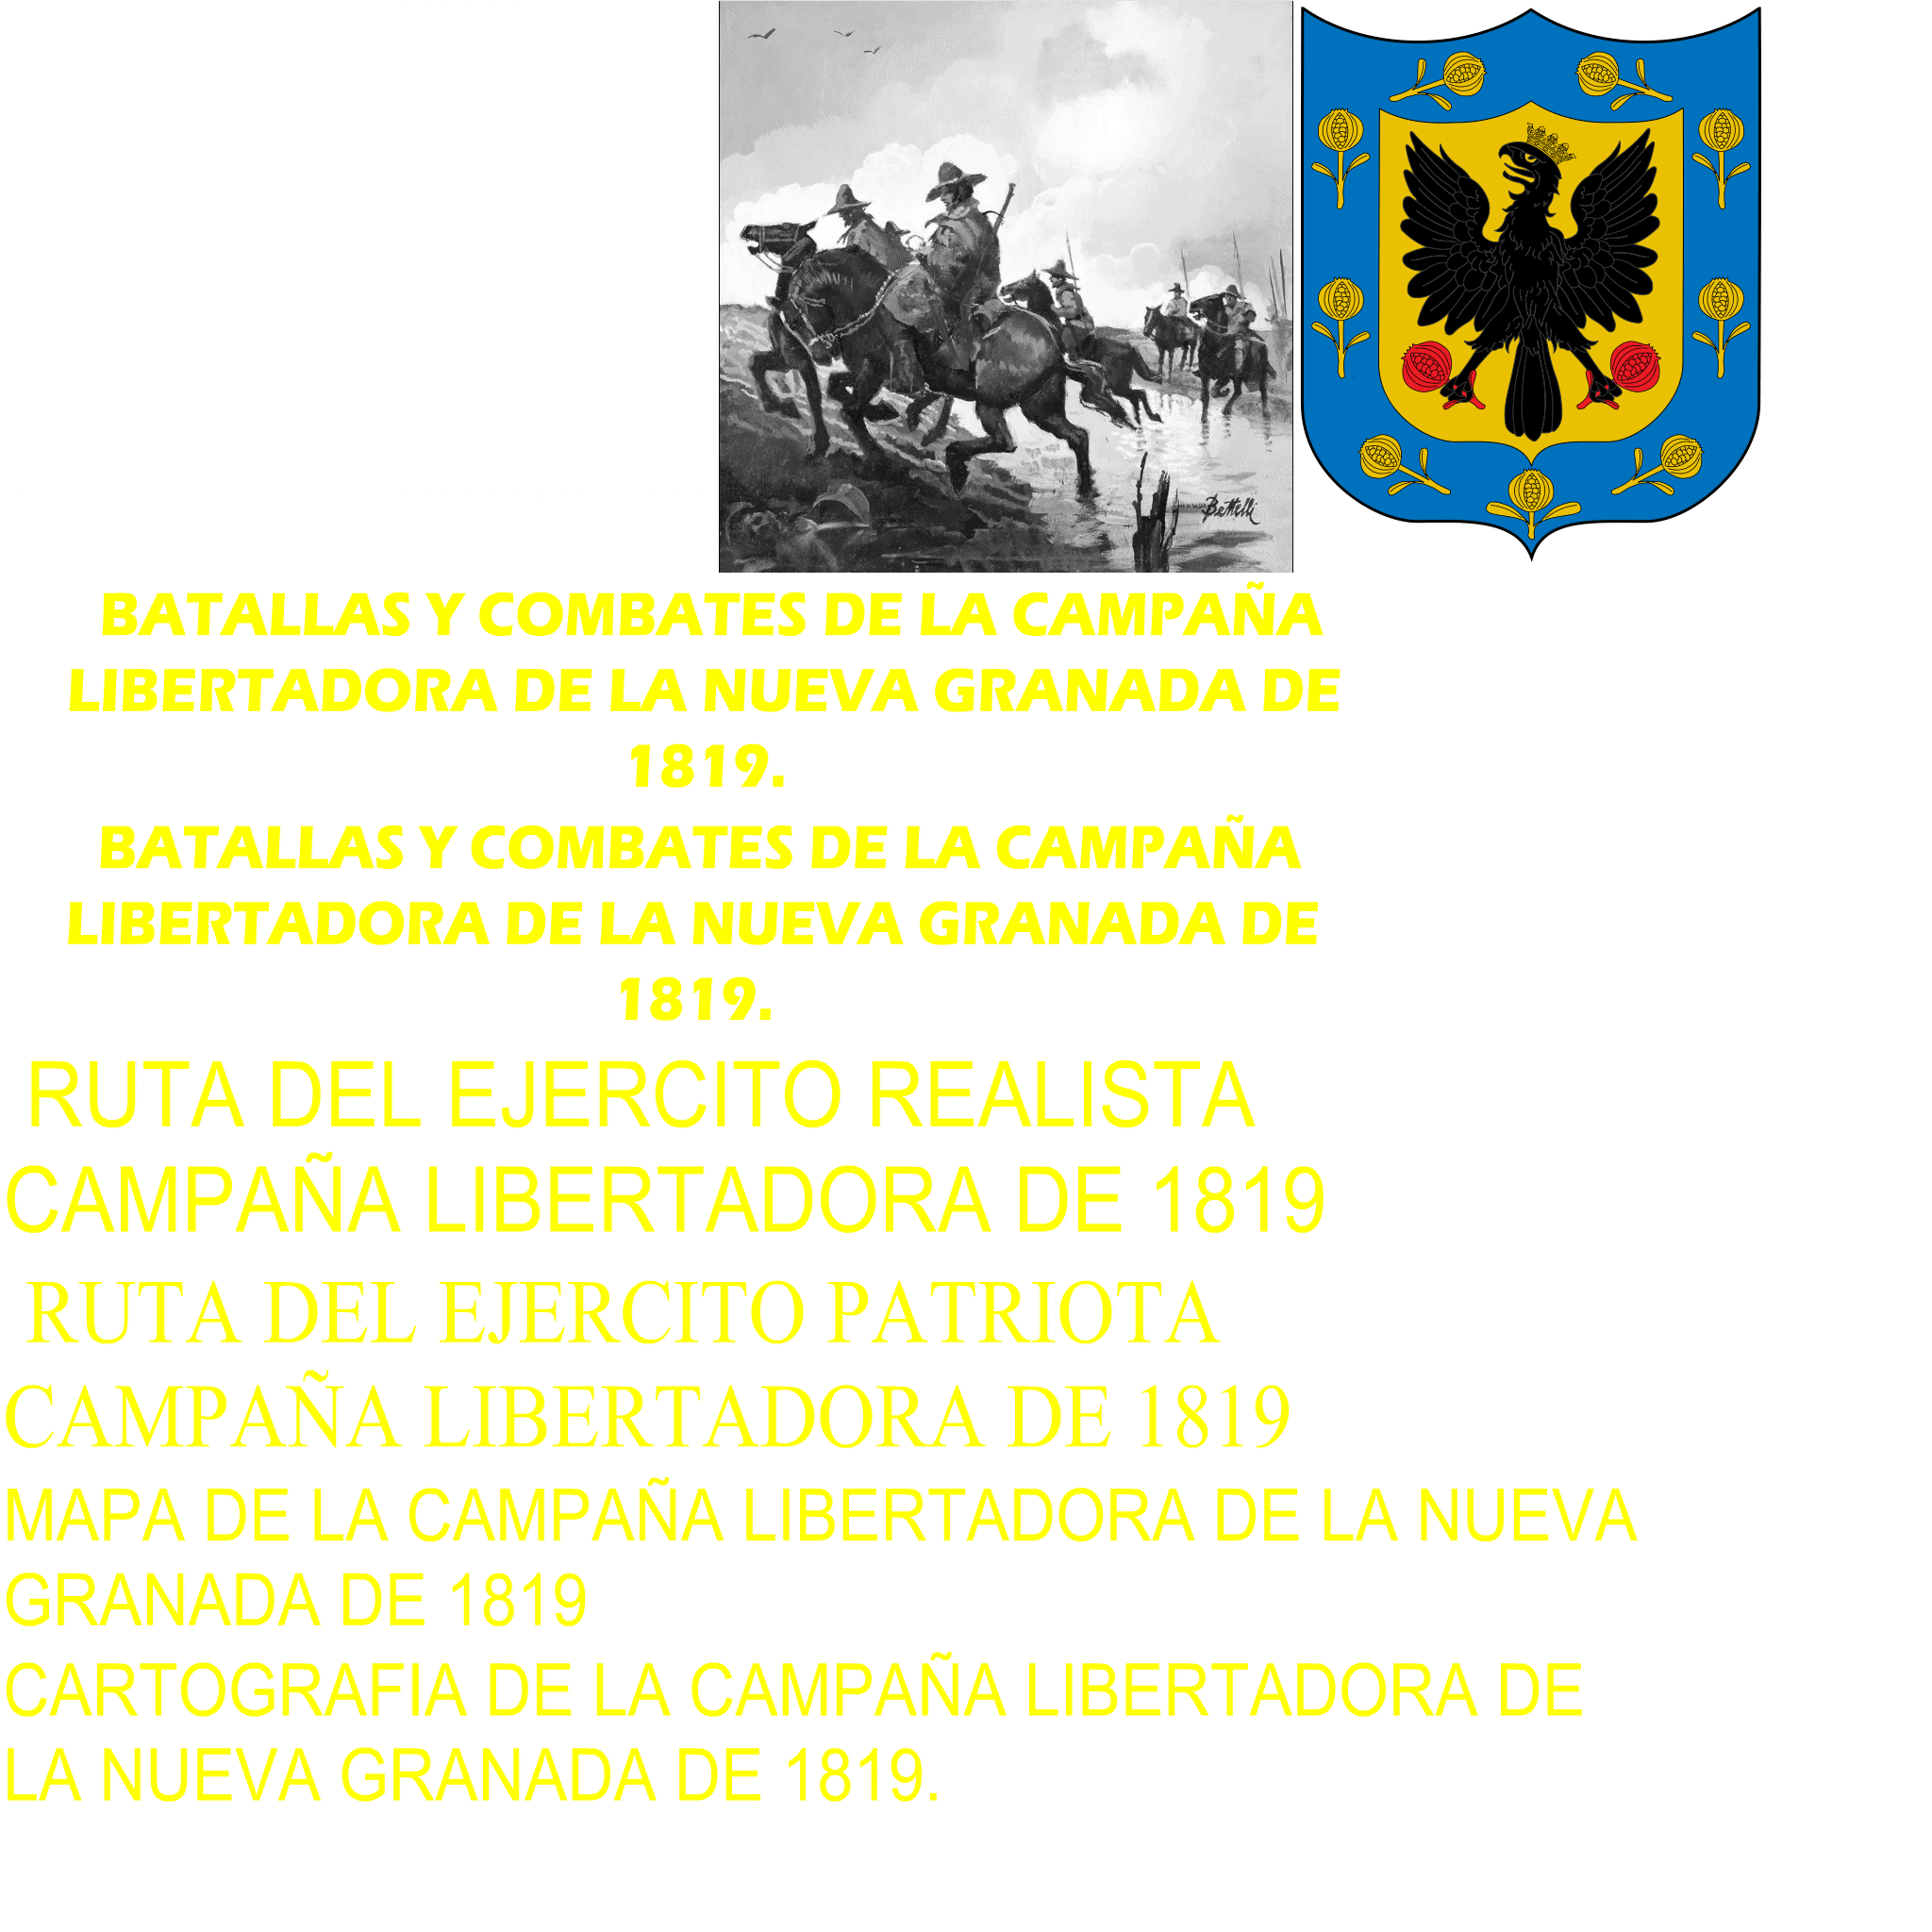 Bettelli
BATALLAS Y COMBATES DE LA CAMPAÑA
LIBERTADORA DE LA NUEVA GRANADA DE
1819.
BATALLAS Y COMBATES DE LA CAMPAÑA
LIBERTADORA DE LA NUEVA GRANADA DE
1819.
RUTA DEL EJERCITO REALISTA
CAMPAÑA LIBERTADORA DE 1819
RUTA DEL EJERCITO PATRIOTA
CAMPAÑA LIBERTADORA DE 1819
MAPA DE LA CAMPAÑA LIBERTADORA DE LA NUEVA
GRANADA DE 1819
CARTOGRAFIA DE LA CAMPAÑA LIBERTADORA DE
LA NUEVA GRANADA DE 1819.